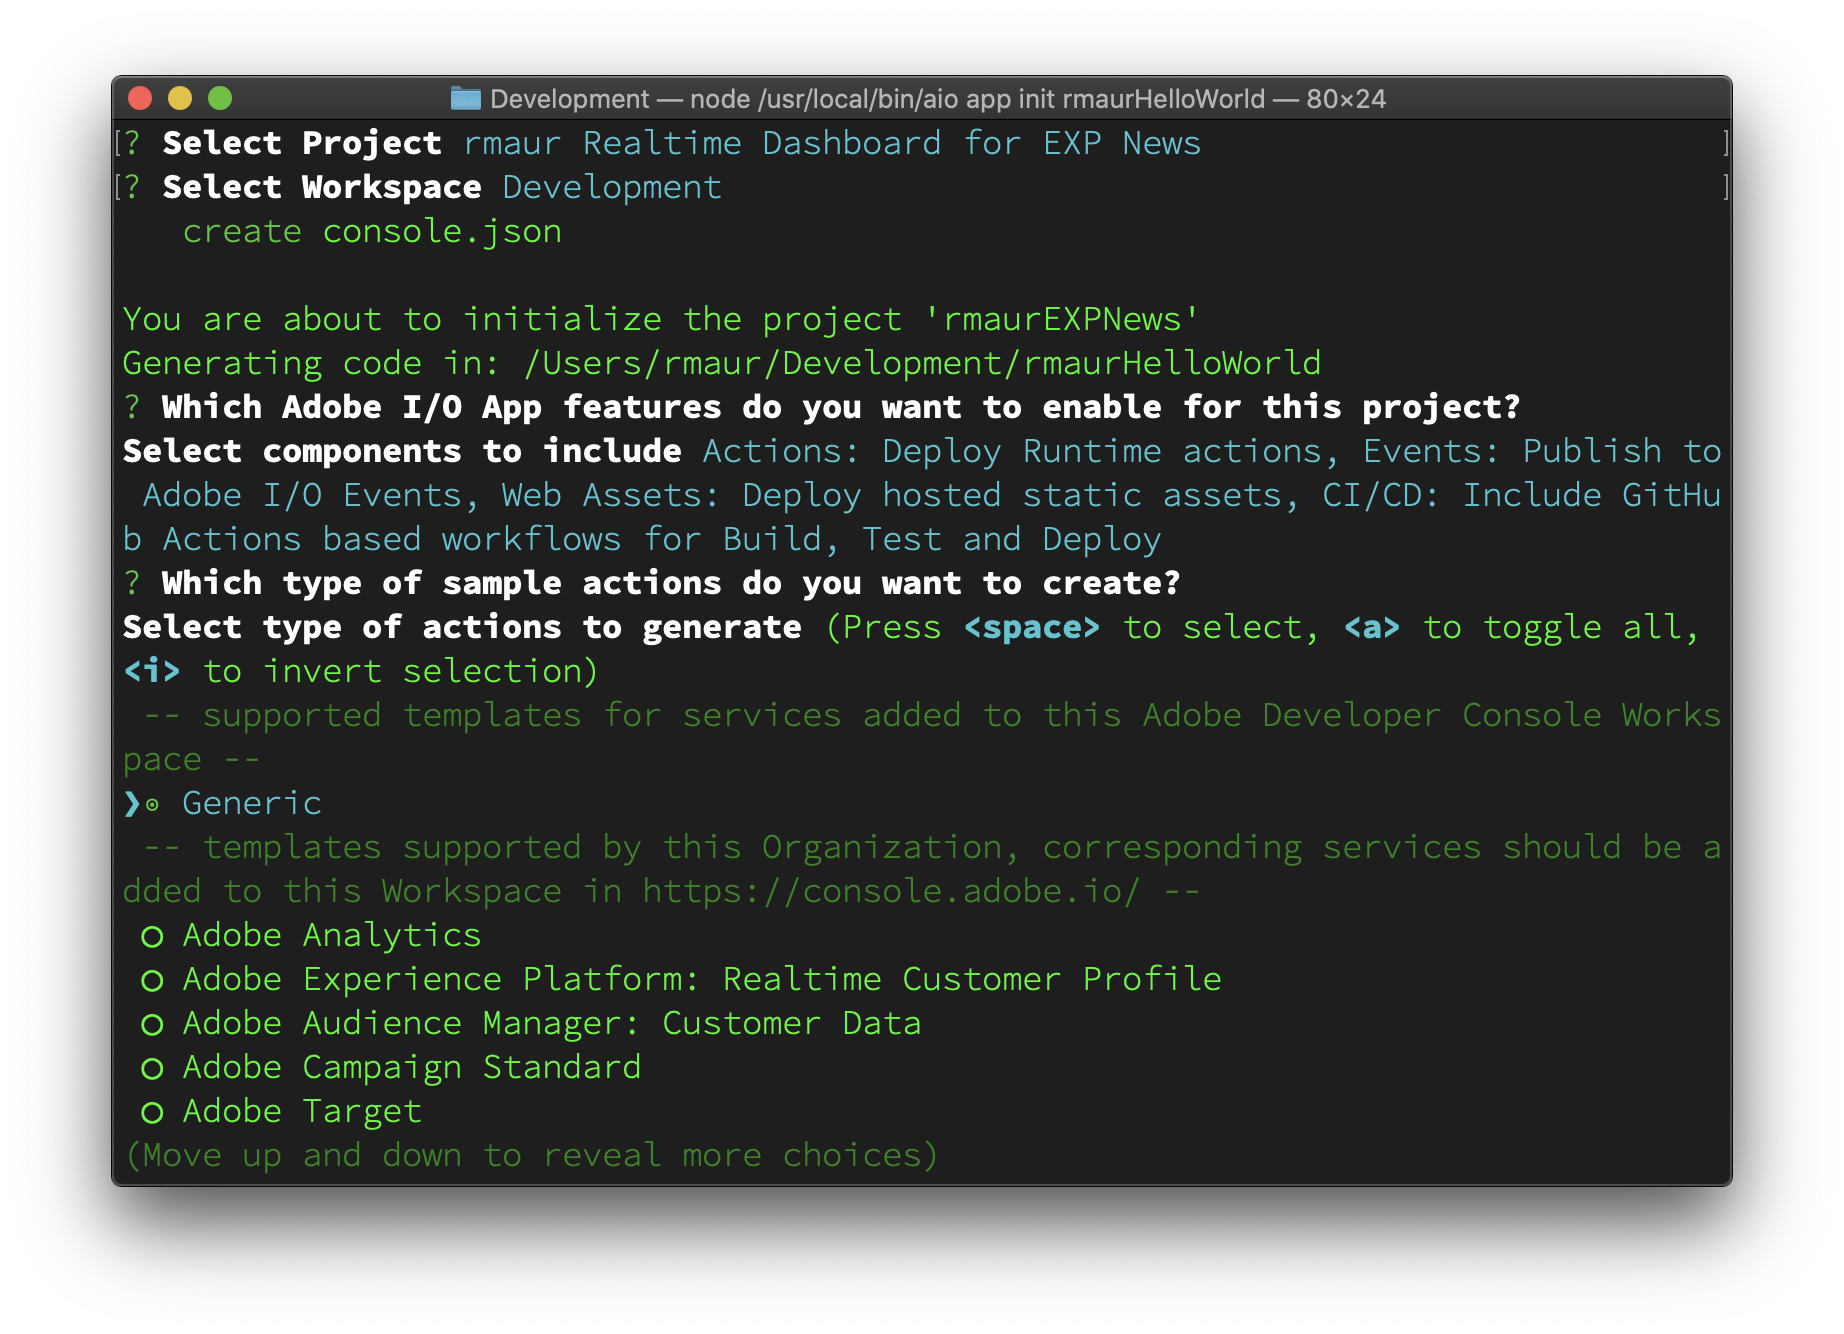 Development — node /usr/local/bin/aio app init rmaurHelloWorld — 80×24
[? Select Project rmaur Realtime Dashboard for EXP News ]
[? Select Workspace Development ]
create console.json
You are about to initialize the project 'rmaurEXPNews'
Generating code in: /Users/rmaur/Development/rmaurHelloWorld
? Which Adobe I/O App features do you want to enable for this project?
Select components to include Actions: Deploy Runtime actions, Events: Publish to
Adobe I/O Events, Web Assets: Deploy hosted static assets, CI/CD: Include GitHu
b Actions based workflows for Build, Test and Deploy
? Which type of sample actions do you want to create?
Select type of actions to generate (Press <space> to select, <a> to toggle all,
<i> to invert selection)
-- supported templates for services added to this Adobe Developer Console Works
pace --
❯◉ Generic
-- templates supported by this Organization, corresponding services should be a
dded to this Workspace in https://console.adobe.io/ --
◯ Adobe Analytics
◯ Adobe Experience Platform: Realtime Customer Profile
◯ Adobe Audience Manager: Customer Data
◯ Adobe Campaign Standard
◯ Adobe Target
(Move up and down to reveal more choices)